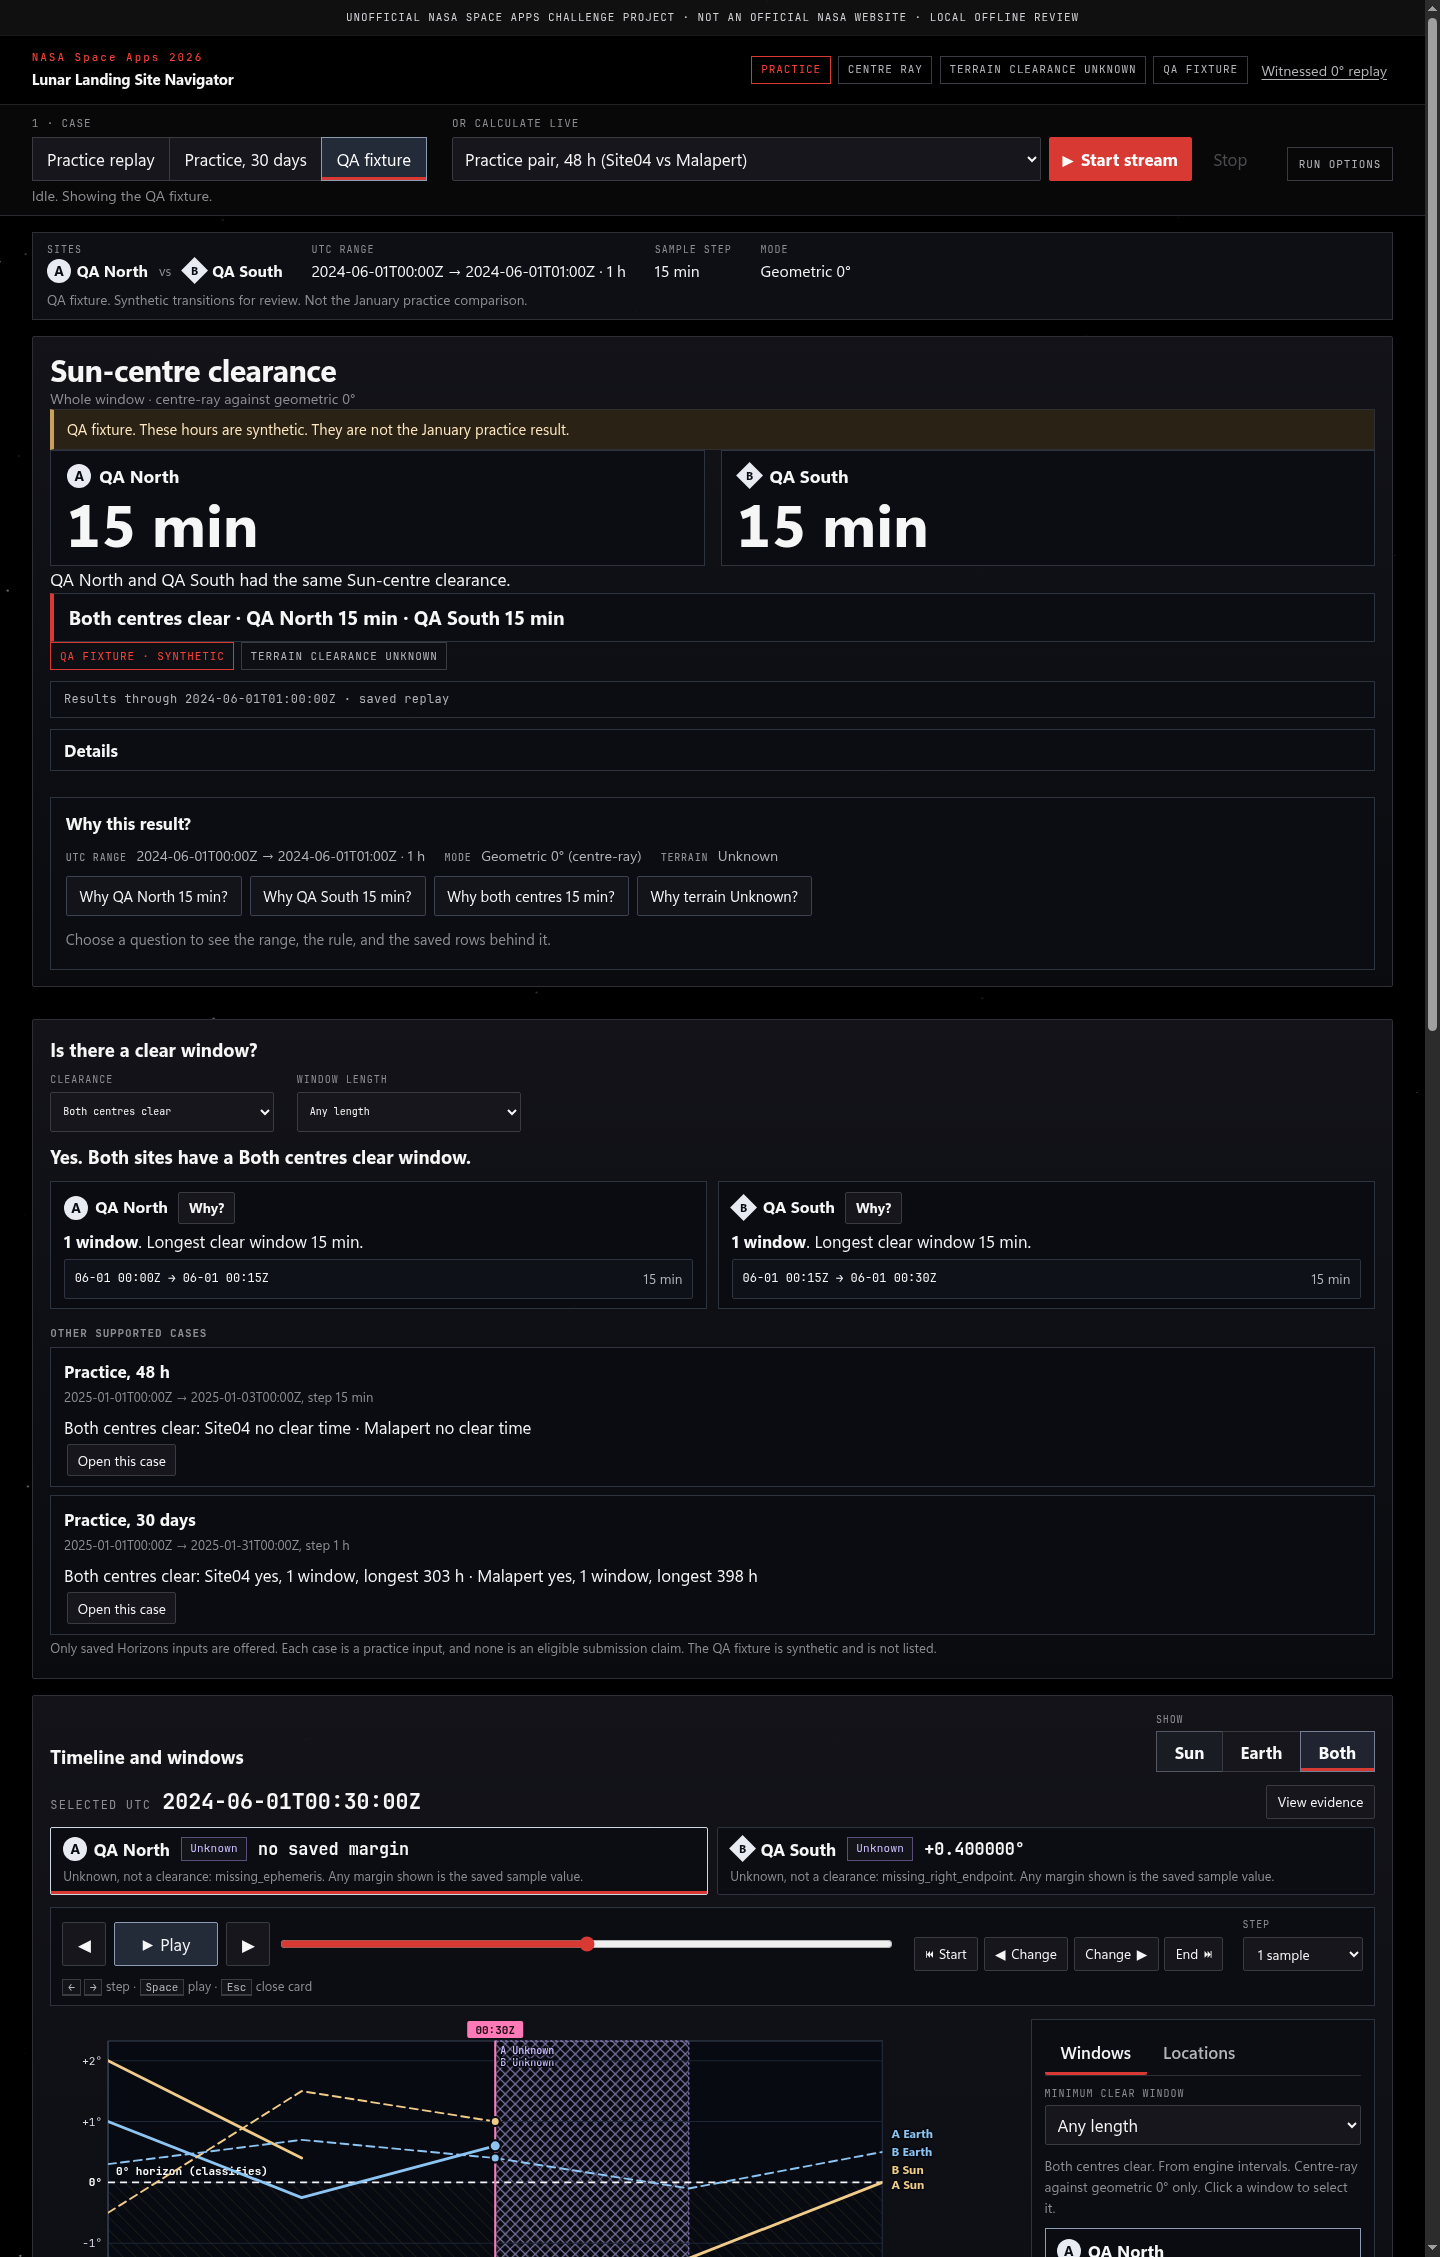 UNOFFICIAL NASA SPACE APPS CHALLENGE PROJECT · NOT AN OFFICIAL NASA WEBSITE · LOCAL OFFLINE REVIEW
NASA Space Apps 2026
Lunar Landing Site Navigator
PRACTICE CENTRE RAY TERRAIN CLEARANCE UNKNOWN QA FIXTURE Witnessed 0° replay
1 · CASE
Practice replay Practice, 30 days QA fixture
OR CALCULATE LIVE
Practice pair, 48 h (Site04 vs Malapert) ▶ Start stream Stop RUN OPTIONS
Idle. Showing the QA fixture.
SITES UTC RANGE SAMPLE STEP MODE
A QA North vs B QA South 2024-06-01T00:00Z → 2024-06-01T01:00Z · 1 h 15 min Geometric 0°
QA fixture. Synthetic transitions for review. Not the January practice comparison.
Sun-centre clearance
Whole window · centre-ray against geometric 0°
QA fixture. These hours are synthetic. They are not the January practice result.
A QA North
15 min
B QA South
15 min
QA North and QA South had the same Sun-centre clearance.
Both centres clear · QA North 15 min · QA South 15 min
QA FIXTURE · SYNTHETIC TERRAIN CLEARANCE UNKNOWN
Results through 2024-06-01T01:00:00Z · saved replay
Details
Why this result?
UTC RANGE 2024-06-01T00:00Z → 2024-06-01T01:00Z · 1 h MODE Geometric 0° (centre-ray) TERRAIN Unknown
Why QA North 15 min? Why QA South 15 min? Why both centres 15 min? Why terrain Unknown?
Choose a question to see the range, the rule, and the saved rows behind it.
Is there a clear window?
CLEARANCE WINDOW LENGTH
Both centres clear Any length
Yes. Both sites have a Both centres clear window.
A QA North Why?
1 window. Longest clear window 15 min.
06-01 00:00Z → 06-01 00:15Z 15 min
B QA South Why?
1 window. Longest clear window 15 min.
06-01 00:15Z → 06-01 00:30Z 15 min
OTHER SUPPORTED CASES
Practice, 48 h
2025-01-01T00:00Z → 2025-01-03T00:00Z, step 15 min
Both centres clear: Site04 no clear time · Malapert no clear time
Open this case
Practice, 30 days
2025-01-01T00:00Z → 2025-01-31T00:00Z, step 1 h
Both centres clear: Site04 yes, 1 window, longest 303 h · Malapert yes, 1 window, longest 398 h
Open this case
Only saved Horizons inputs are offered. Each case is a practice input, and none is an eligible submission claim. The QA fixture is synthetic and is not listed.
Timeline and windows
SHOW
Sun Earth Both
SELECTED UTC 2024-06-01T00:30:00Z View evidence
A QA North Unknown no saved margin
Unknown, not a clearance: missing_ephemeris. Any margin shown is the saved sample value.
B QA South Unknown +0.400000°
Unknown, not a clearance: missing_right_endpoint. Any margin shown is the saved sample value.
◀ ▶ Play ▶ ⏮ Start ◀ Change Change ▶ End ⏭
STEP
1 sample
← → step · Space play · Esc close card
00:30Z
A Unknown
B Unknown
+2°
+1°
0° horizon (classifies)
0°
-1°
A Earth
B Earth
B Sun
A Sun
Windows Locations
MINIMUM CLEAR WINDOW
Any length
Both centres clear. From engine intervals. Centre-ray
against geometric 0° only. Click a window to select
it.
A QA North